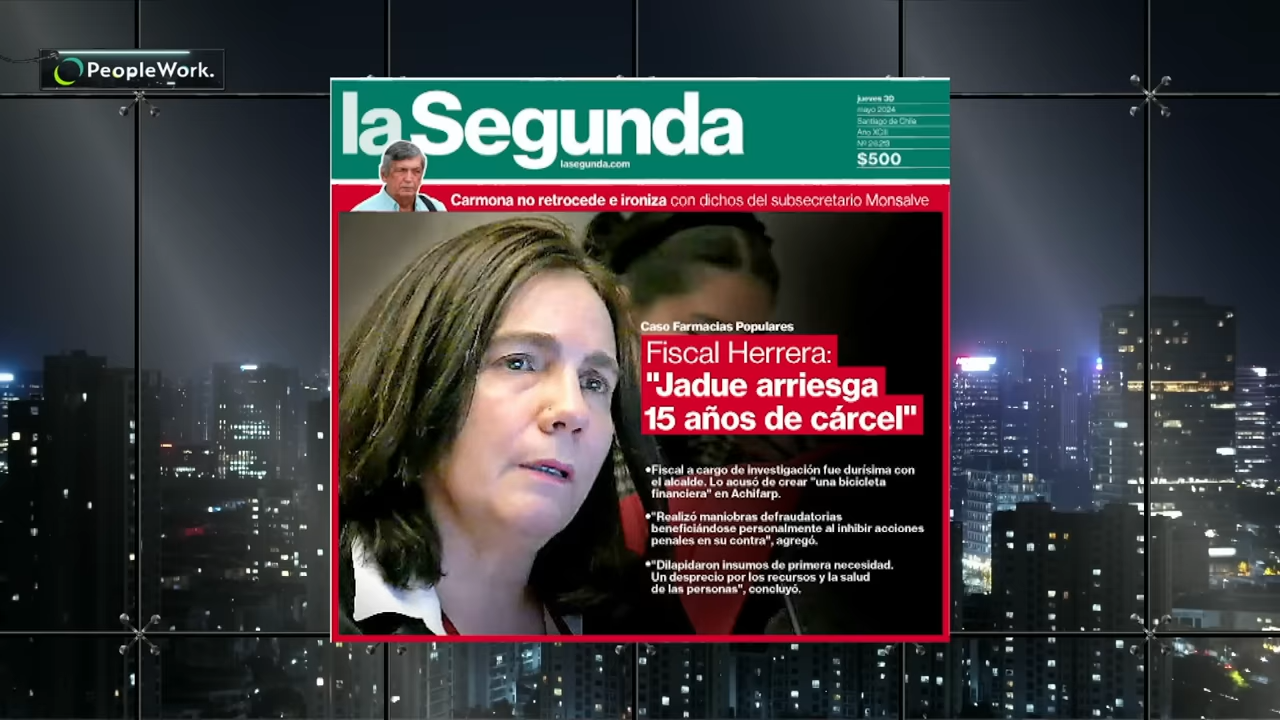 PeopleWork.
la Segunda
lasegunda.com
jueves 30
mayo 2024
Santiago de Chile
Año XCIII
$500
Carmona no retrocede e ironiza con dichos del subsecretario Monsalve
Caso Farmacias Populares
Fiscal Herrera:
"Jadue arriesga
15 años de cárcel"
•Fiscal a cargo de investigación fue durísima con
el alcalde. Lo acusó de crear "una bicicleta
financiera" en Achifarp.
•"Realizó maniobras defraudatorias
beneficiándose personalmente al inhibir acciones
penales en su contra", agregó.
•"Dilapidaron insumos de primera necesidad.
Un desprecio por los recursos y la salud
de las personas", concluyó.